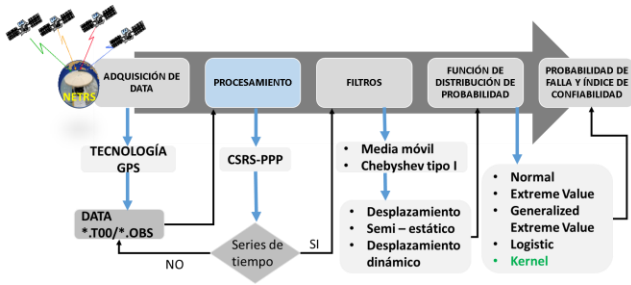 NETRS
ADQUISICIÓN DE
DATA
PROCESAMIENTO
FILTROS
FUNCIÓN DE
DISTRIBUCIÓN DE
PROBABILIDAD
PROBABILIDAD DE
FALLA Y ÍNDICE DE
CONFIABILIDAD
TECNOLOGÍA
GPS
CSRS-PPP
• Media móvil
• Chebyshev tipo I
DATA
*.T00/*.OBS
NO
Series de
tiempo
SI
• Desplazamiento
• Semi – estático
• Desplazamiento
dinámico
• Normal
• Extreme Value
• Generalized
Extreme Value
• Logistic
• Kernel